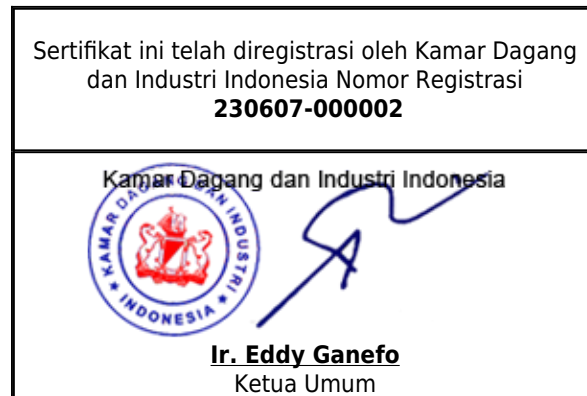 Sertifikat ini telah diregistrasi oleh Kamar Dagang
dan Industri Indonesia Nomor Registrasi
230607-000002
Kamar Dagang dan Industri Indonesia
KAMAR DAGANG DAN INDUSTRI
INDONESIA
Ir. Eddy Ganefo
Ketua Umum